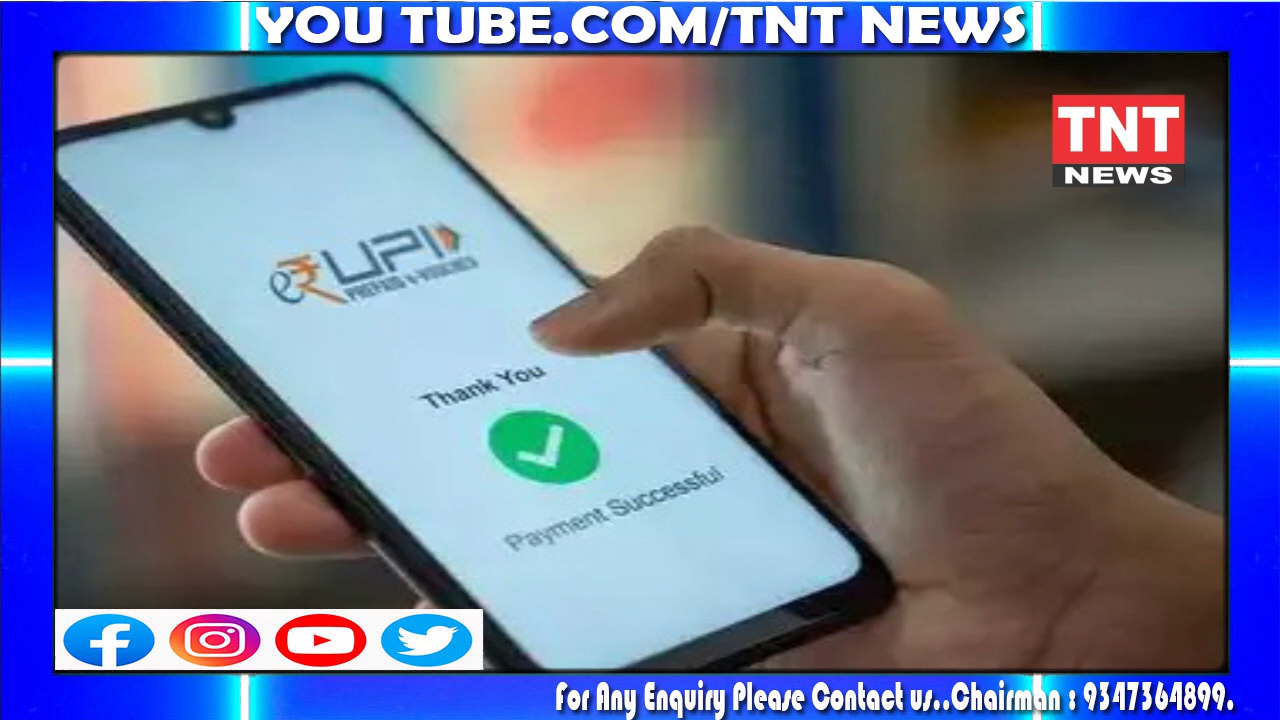 YOU TUBE.COM/TNT NEWS
TNT
NEWS
e₹UPI
PREPAID e-VOUCHER
Thank You
Payment Successful
For Any Enquiry Please Contact us..Chairman : 9347364899.